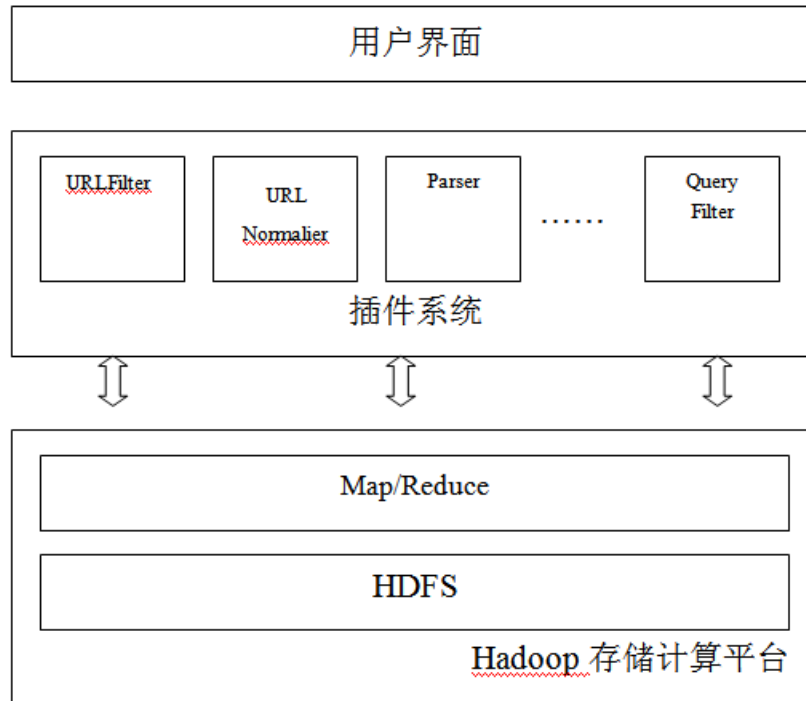 用户界面
URLFilter
URL
Normalier
Parser
……
Query
Filter
插件系统
Map/Reduce
HDFS
Hadoop 存储计算平台